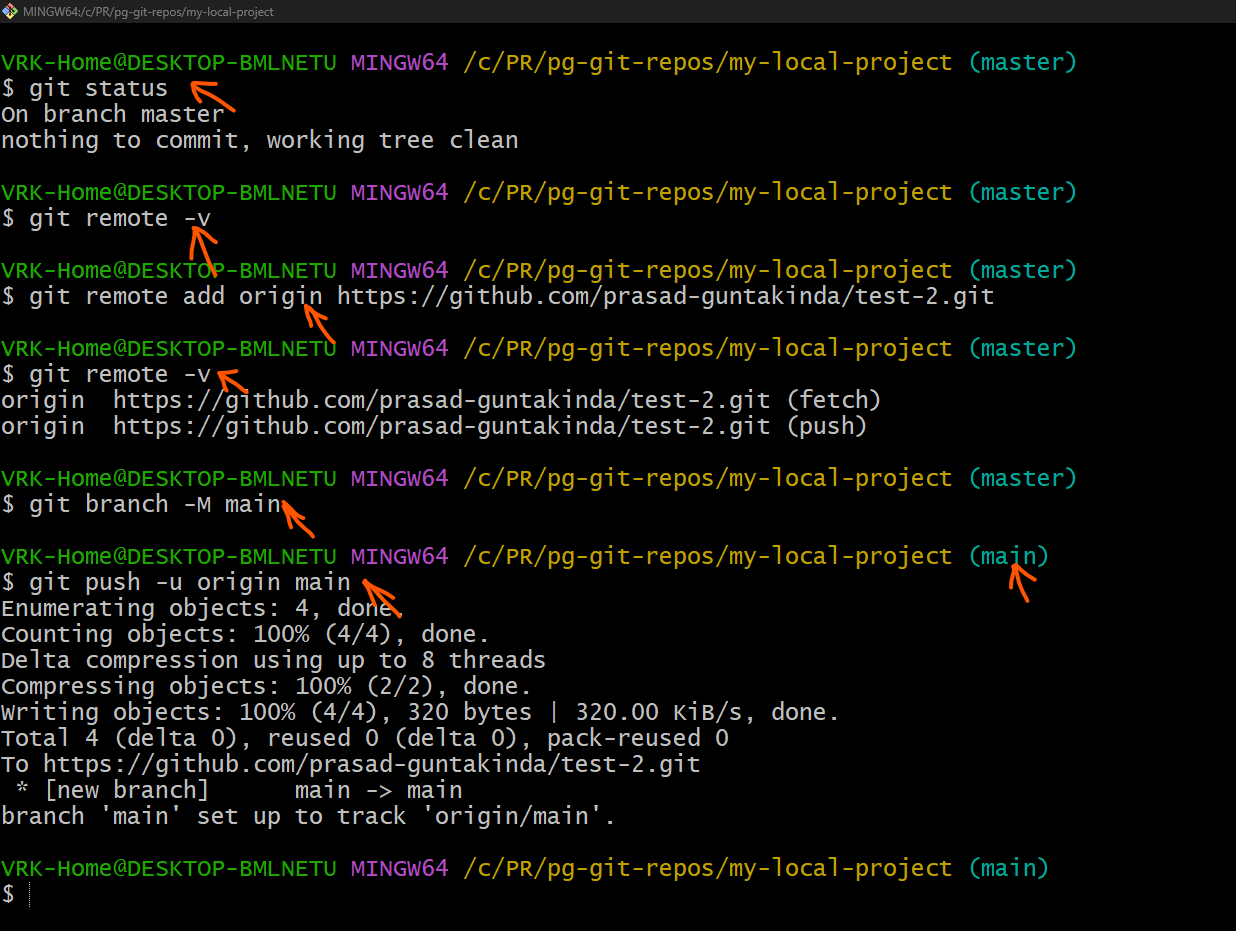 MINGW64:/c/PR/pg-git-repos/my-local-project
VRK-Home@DESKTOP-BMLNETU MINGW64 /c/PR/pg-git-repos/my-local-project (master)
$ git status
On branch master
nothing to commit, working tree clean
VRK-Home@DESKTOP-BMLNETU MINGW64 /c/PR/pg-git-repos/my-local-project (master)
$ git remote -v
VRK-Home@DESKTOP-BMLNETU MINGW64 /c/PR/pg-git-repos/my-local-project (master)
$ git remote add origin https://github.com/prasad-guntakinda/test-2.git
VRK-Home@DESKTOP-BMLNETU MINGW64 /c/PR/pg-git-repos/my-local-project (master)
$ git remote -v
origin  https://github.com/prasad-guntakinda/test-2.git (fetch)
origin  https://github.com/prasad-guntakinda/test-2.git (push)
VRK-Home@DESKTOP-BMLNETU MINGW64 /c/PR/pg-git-repos/my-local-project (master)
$ git branch -M main
VRK-Home@DESKTOP-BMLNETU MINGW64 /c/PR/pg-git-repos/my-local-project (main)
$ git push -u origin main
Enumerating objects: 4, done.
Counting objects: 100% (4/4), done.
Delta compression using up to 8 threads
Compressing objects: 100% (2/2), done.
Writing objects: 100% (4/4), 320 bytes | 320.00 KiB/s, done.
Total 4 (delta 0), reused 0 (delta 0), pack-reused 0
To https://github.com/prasad-guntakinda/test-2.git
 * [new branch]      main -> main
branch 'main' set up to track 'origin/main'.
VRK-Home@DESKTOP-BMLNETU MINGW64 /c/PR/pg-git-repos/my-local-project (main)
$